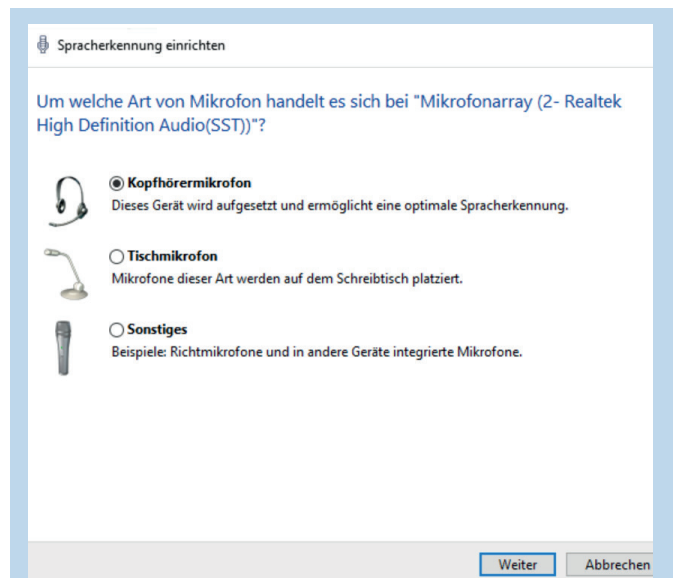 Spracherkennung einrichten
Um welche Art von Mikrofon handelt es sich bei "Mikrofonarray (2- Realtek
High Definition Audio(SST))"?
Kopfhörermikrofon
Dieses Gerät wird aufgesetzt und ermöglicht eine optimale Spracherkennung.
Tischmikrofon
Mikrofone dieser Art werden auf dem Schreibtisch platziert.
Sonstiges
Beispiele: Richtmikrofone und in andere Geräte integrierte Mikrofone.
Weiter Abbrechen